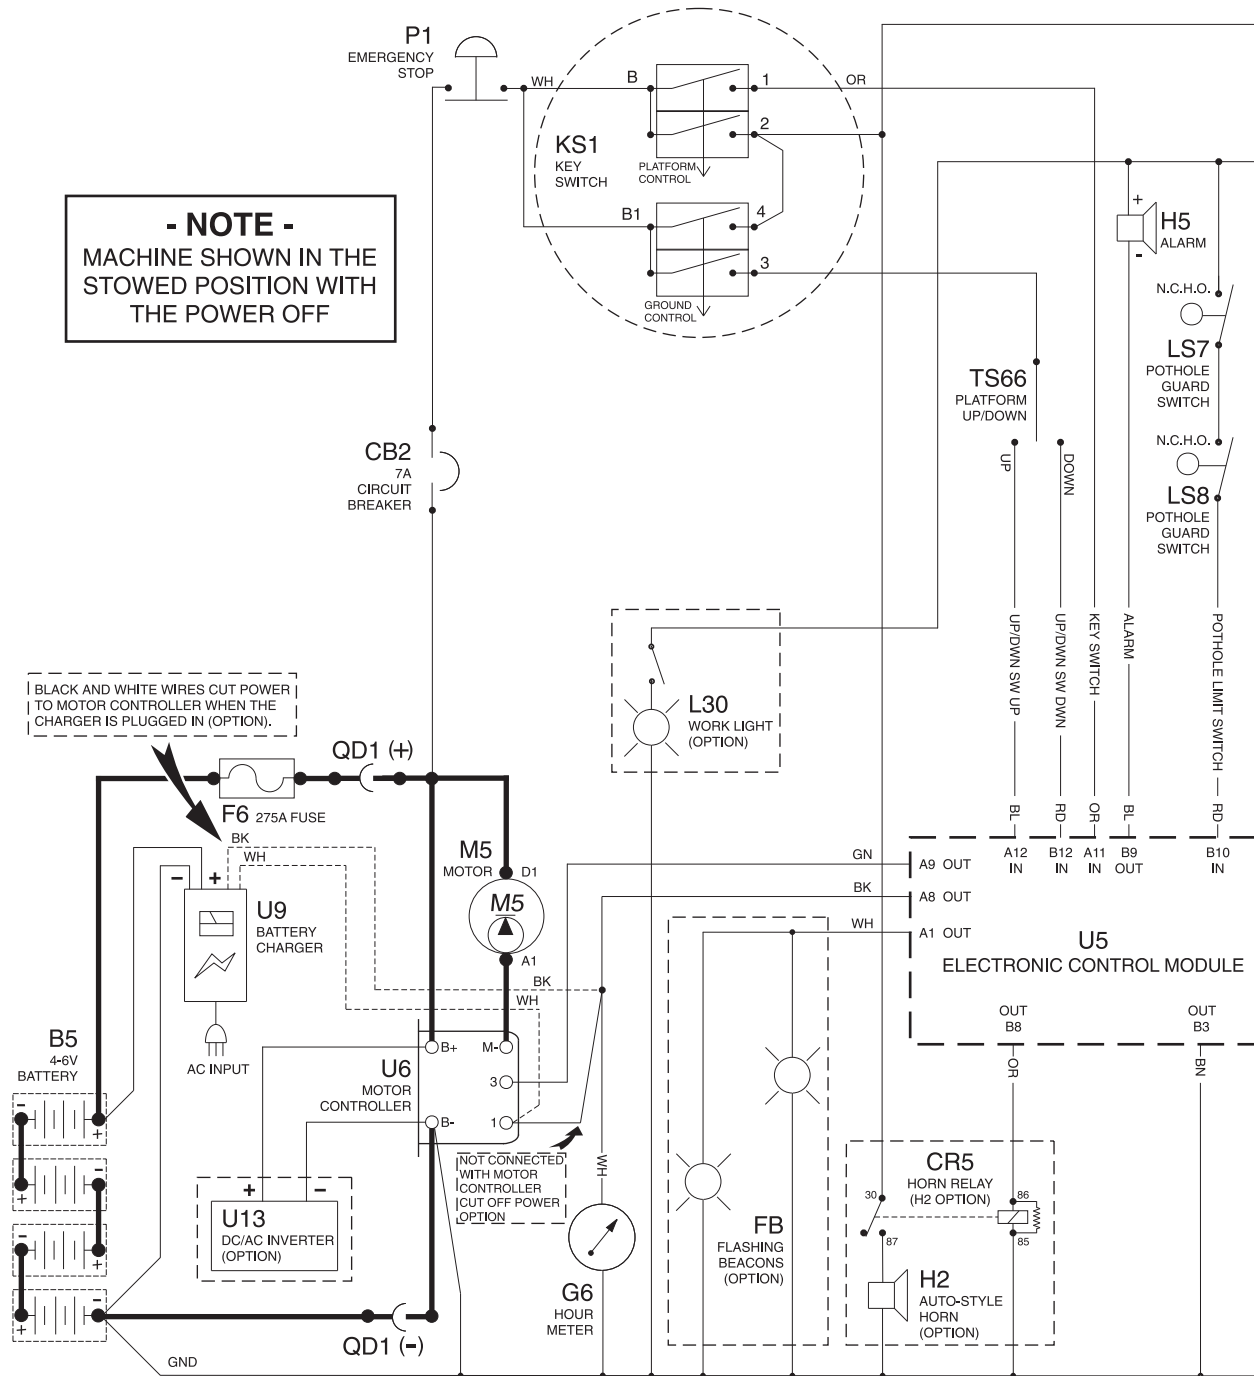 P1
EMERGENCY
STOP
WH
B
1
OR
2
KS1
KEY
SWITCH
PLATFORM
CONTROL
B1
4
3
GROUND
CONTROL
- NOTE -
MACHINE SHOWN IN THE
STOWED POSITION WITH
THE POWER OFF
+
H5
ALARM
-
N.C.H.O.
LS7
POTHOLE
GUARD
SWITCH
TS66
PLATFORM
UP/DOWN
UP
DOWN
N.C.H.O.
LS8
POTHOLE
GUARD
SWITCH
CB2
7A
CIRCUIT
BREAKER
UP/DWN SW UP
UP/DWN SW DWN
KEY SWITCH
ALARM
POTHOLE LIMIT SWITCH
BLACK AND WHITE WIRES CUT POWER
TO MOTOR CONTROLLER WHEN THE
CHARGER IS PLUGGED IN (OPTION).
L30
WORK LIGHT
(OPTION)
QD1 (+)
F6 275A FUSE
BL
RD
OR
BL
RD
BK
WH
M5
MOTOR
D1
M5
A1
GN
BK
WH
A9 OUT
A8 OUT
A1 OUT
A12
IN
B12
IN
A11
IN
B9
OUT
B10
IN
U5
ELECTRONIC CONTROL MODULE
OUT
B8
OUT
B3
- +
U9
BATTERY
CHARGER
AC INPUT
BK
WH
B5
4-6V
BATTERY
U6
MOTOR
CONTROLLER
B+
M-
3
B-
1
OR
BN
-
+
-
+
-
+
-
+
NOT CONNECTED
WITH MOTOR
CONTROLLER
CUT OFF POWER
OPTION
WH
+ -
U13
DC/AC INVERTER
(OPTION)
G6
HOUR
METER
FB
FLASHING
BEACONS
(OPTION)
CR5
HORN RELAY
(H2 OPTION)
30
87
86
85
H2
AUTO-STYLE
HORN
(OPTION)
QD1 (-)
GND